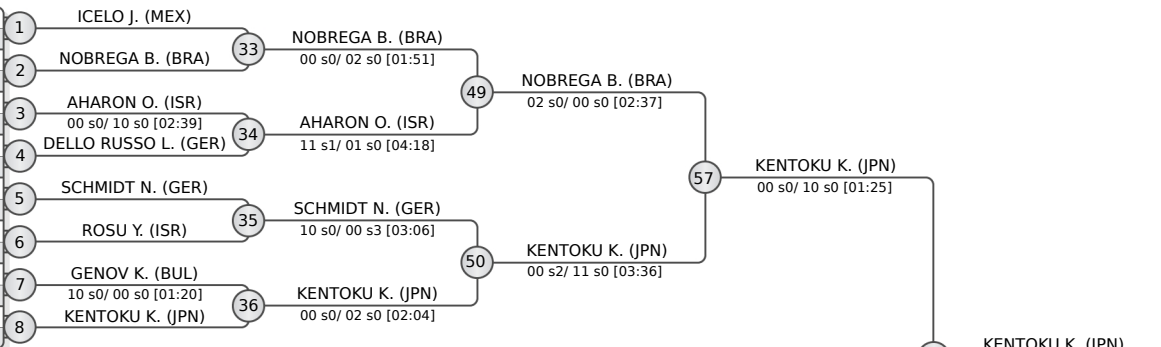 1
ICELO J. (MEX)
2
NOBREGA B. (BRA)
33
NOBREGA B. (BRA)
00 s0/ 02 s0 [01:51]
3
AHARON O. (ISR)
00 s0/ 10 s0 [02:39]
4
DELLO RUSSO L. (GER)
34
AHARON O. (ISR)
11 s1/ 01 s0 [04:18]
49
NOBREGA B. (BRA)
02 s0/ 00 s0 [02:37]
5
SCHMIDT N. (GER)
6
ROSU Y. (ISR)
35
SCHMIDT N. (GER)
10 s0/ 00 s3 [03:06]
7
GENOV K. (BUL)
10 s0/ 00 s0 [01:20]
8
KENTOKU K. (JPN)
36
KENTOKU K. (JPN)
00 s0/ 02 s0 [02:04]
50
KENTOKU K. (JPN)
00 s2/ 11 s0 [03:36]
57
KENTOKU K. (JPN)
00 s0/ 10 s0 [01:25]
KENTOKU K. (JPN)